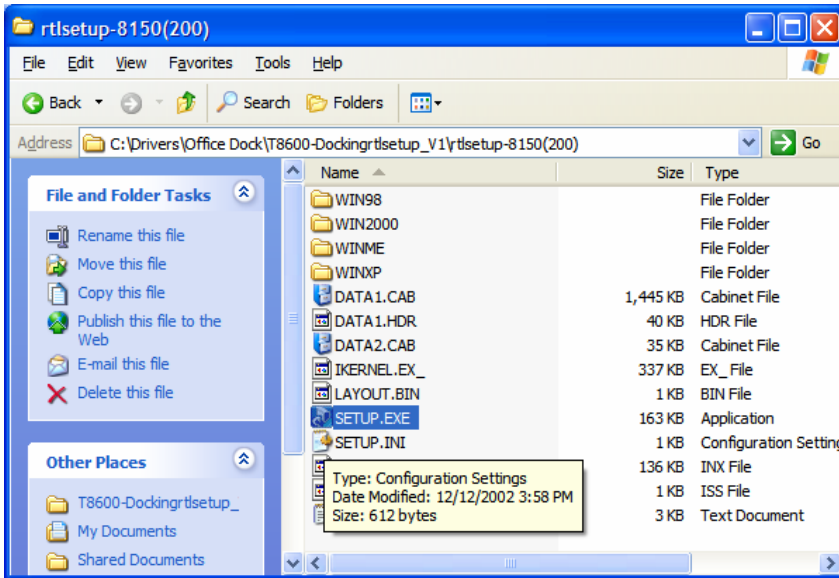 rtlsetup-8150(200)
File Edit View Favorites Tools Help
Back Search Folders
Address C:\Drivers\Office Dock\T8600-Dockingrtlsetup_V1\rtlsetup-8150(200) Go
File and Folder Tasks
Rename this file
Move this file
Copy this file
Publish this file to the
Web
E-mail this file
Delete this file
Other Places
T8600-Dockingrtlsetup_
My Documents
Shared Documents
Name Size Type
WIN98 File Folder
WIN2000 File Folder
WINME File Folder
WINXP File Folder
DATA1.CAB 1,445 KB Cabinet File
DATA1.HDR 40 KB HDR File
DATA2.CAB 35 KB Cabinet File
IKERNEL.EX_ 337 KB EX_ File
LAYOUT.BIN 1 KB BIN File
SETUP.EXE 163 KB Application
SETUP.INI 1 KB Configuration Setting
136 KB INX File
1 KB ISS File
3 KB Text Document
Type: Configuration Settings
Date Modified: 12/12/2002 3:58 PM
Size: 612 bytes